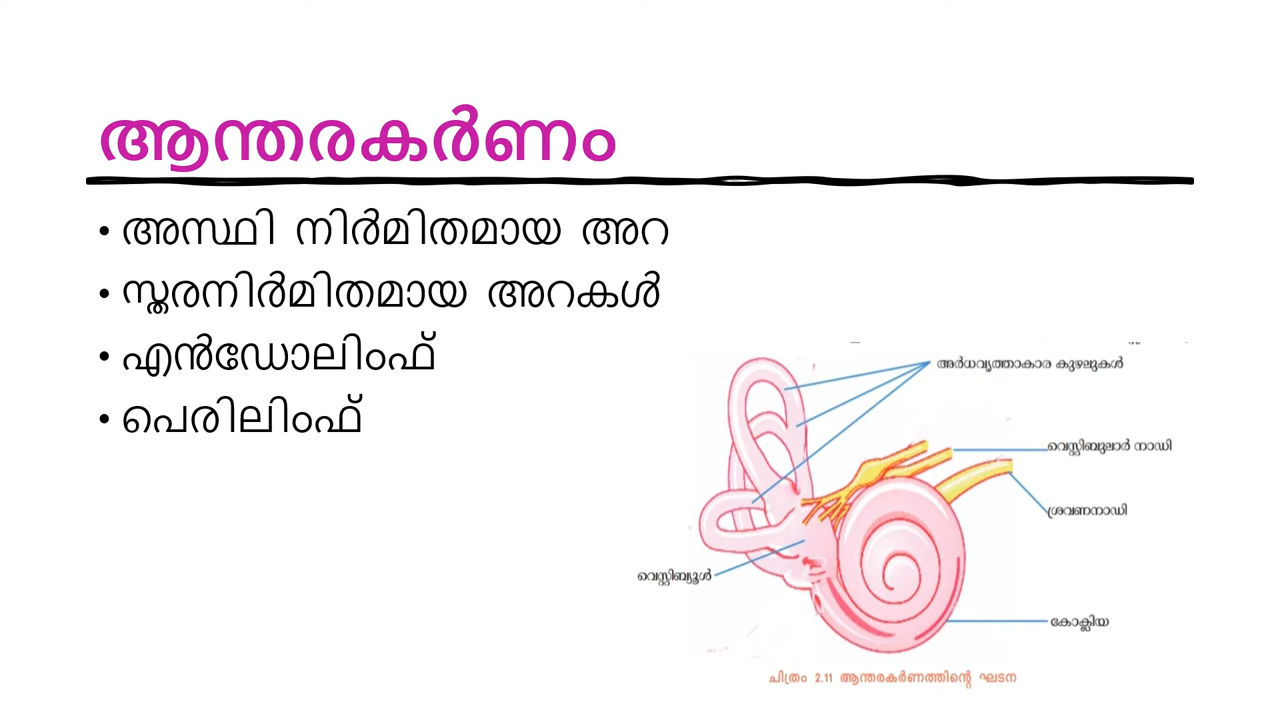 ആന്തരകർണം
• അസ്ഥി നിർമിതമായ അറ
• സ്തരനിർമിതമായ അറകൾ
• എൻഡോലിംഫ്
• പെരിലിംഫ്
അർധവൃത്താകാര കുഴലുകൾ
വെസ്റ്റിബുലാർ നാഡി
ശ്രവണനാഡി
വെസ്റ്റിബ്യൂൾ
കോക്ലിയ
ചിത്രം 2.11 ആന്തരകർണത്തിന്റെ ഘടന